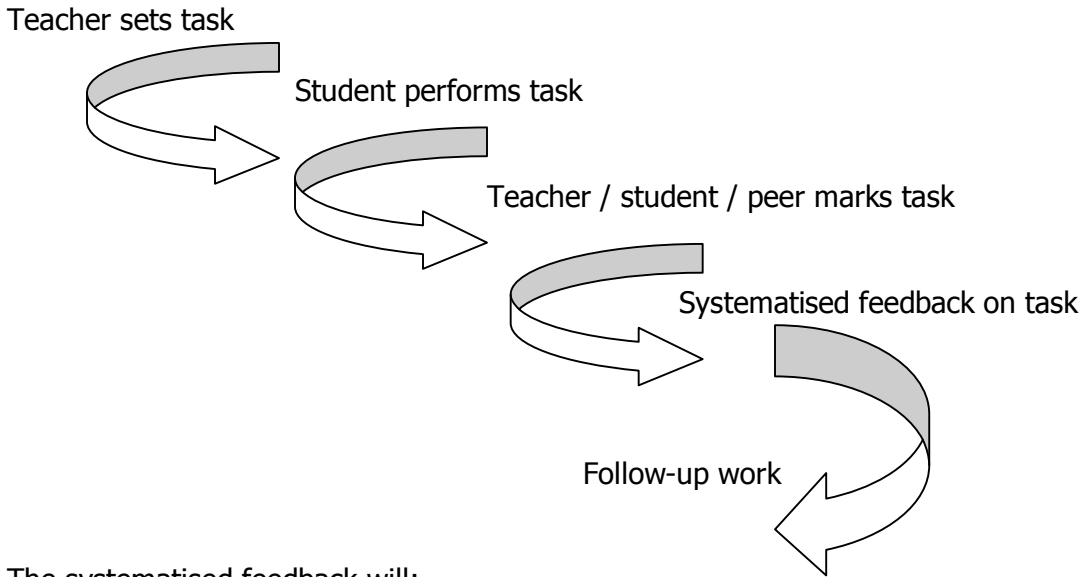 Teacher sets task
Student performs task
Teacher / student / peer marks task
Systematised feedback on task
Follow-up work
The systematised feedback will: